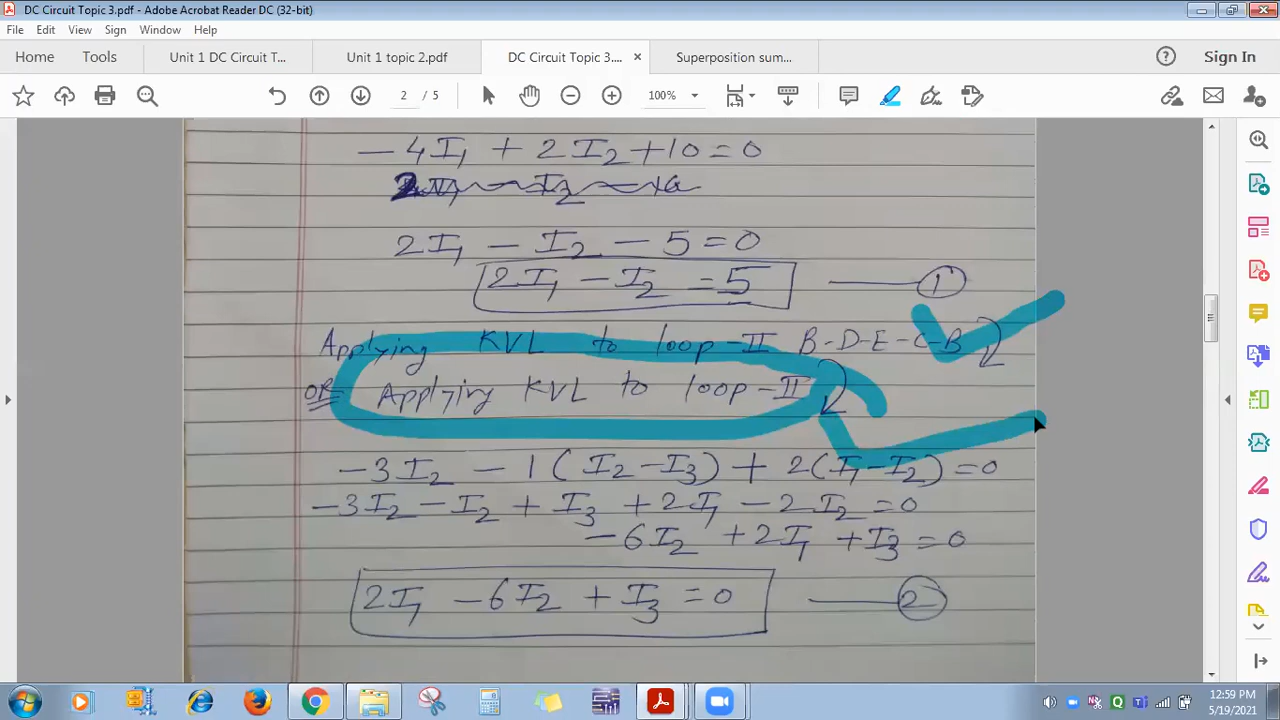 DC Circuit Topic 3.pdf - Adobe Acrobat Reader DC (32-bit)
File Edit View Sign Window Help
Home Tools Unit 1 DC Circuit T... Unit 1 topic 2.pdf DC Circuit Topic 3.... × Superposition sum... Sign In
2 / 5 100%
- 4I₁ + 2I₂ + 10 = 0
2I₁ - I₂ - 5 = 0
2I₁ - I₂ = 5 —— 1
Applying KVL to loop-II B-D-E-C-B
OR Applying KVL to loop-II
-3I₂ - 1(I₂ - I₃) + 2(I₁ - I₂) = 0
-3I₂ - I₂ + I₃ + 2I₁ - 2I₂ = 0
-6I₂ + 2I₁ + I₃ = 0
2I₁ - 6I₂ + I₃ = 0 —— 2
12:59 PM
5/19/2021